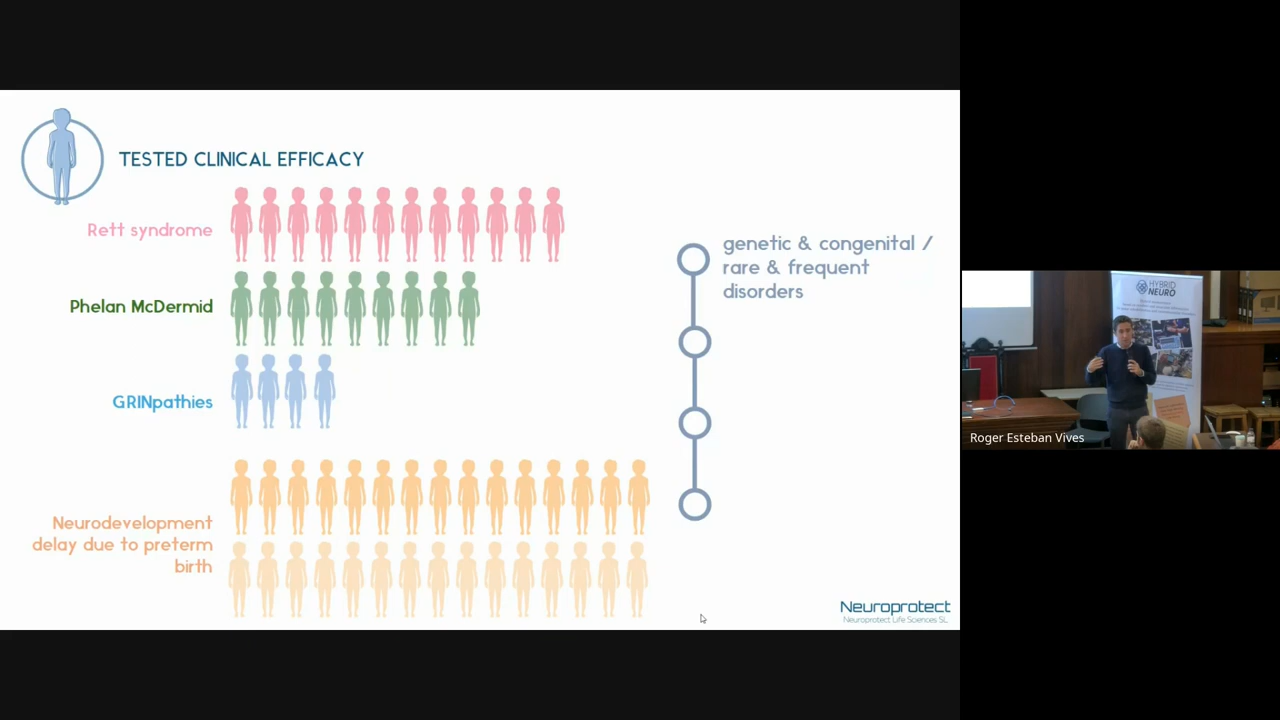 TESTED CLINICAL EFFICACY
Rett syndrome
Phelan McDermid
GRINpathies
Neurodevelopment
delay due to preterm
birth
genetic & congenital /
rare & frequent
disorders
Neuroprotect
Neuroprotect Life Sciences SL
HYBRID
NEURO
Roger Esteban Vives